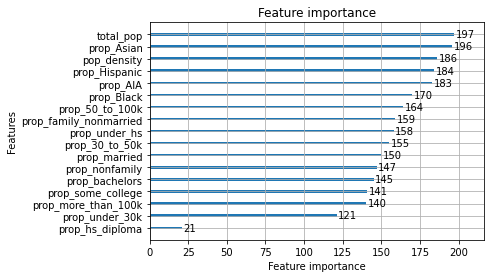 Feature importance
total_pop 197
prop_Asian 196
pop_density 186
prop_Hispanic 184
prop_AIA 183
prop_Black 170
prop_50_to_100k 164
prop_family_nonmarried 159
prop_under_hs 158
prop_30_to_50k 155
prop_married 150
prop_nonfamily 147
prop_bachelors 145
prop_some_college 141
prop_more_than_100k 140
prop_under_30k 121
prop_hs_diploma 21
Features
0 25 50 75 100 125 150 175 200
Feature importance